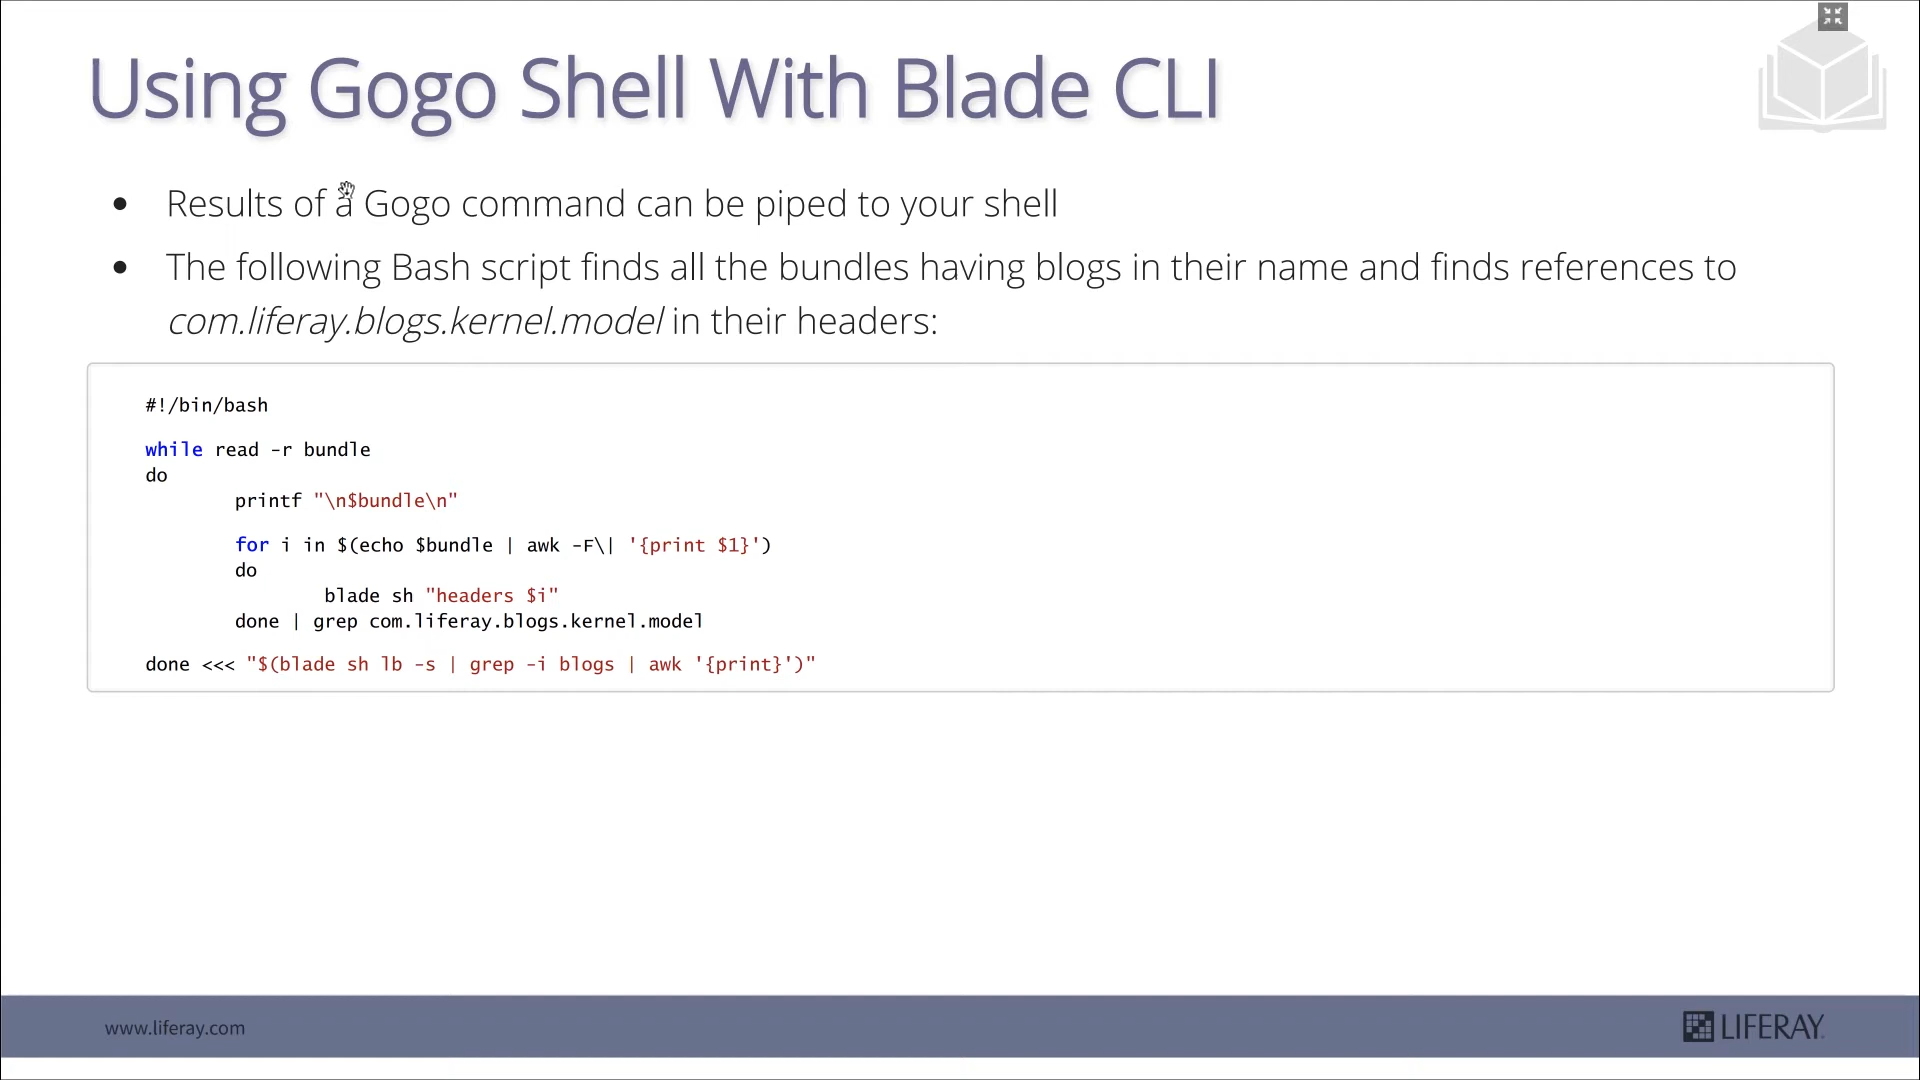 Using Gogo Shell With Blade CLI
• Results of a Gogo command can be piped to your shell
• The following Bash script finds all the bundles having blogs in their name and finds references to
com.liferay.blogs.kernel.model in their headers:
#!/bin/bash
while read -r bundle
do
printf "\n$bundle\n"
for i in $(echo $bundle | awk -F\| '{print $1}')
do
blade sh "headers $i"
done | grep com.liferay.blogs.kernel.model
done <<< "$(blade sh lb -s | grep -i blogs | awk '{print}')"
www.liferay.com
LIFERAY